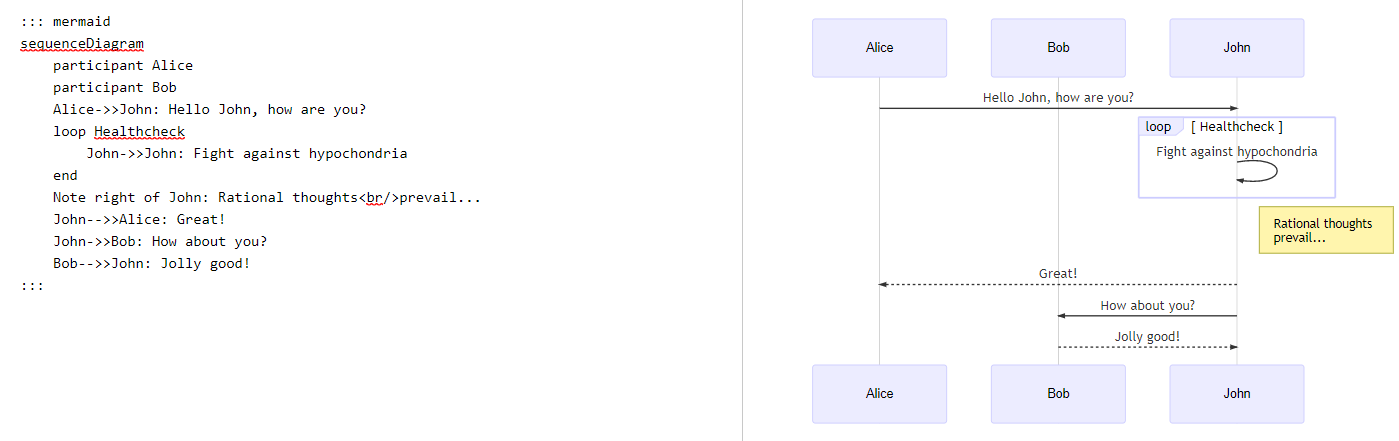 ::: mermaid
sequenceDiagram
    participant Alice
    participant Bob
    Alice->>John: Hello John, how are you?
    loop Healthcheck
        John->>John: Fight against hypochondria
    end
    Note right of John: Rational thoughts<br/>prevail...
    John-->>Alice: Great!
    John->>Bob: How about you?
    Bob-->>John: Jolly good!
:::
Alice Bob John
Hello John, how are you?
loop [ Healthcheck ]
Fight against hypochondria
Rational thoughts
prevail...
Great!
How about you?
Jolly good!
Alice Bob John